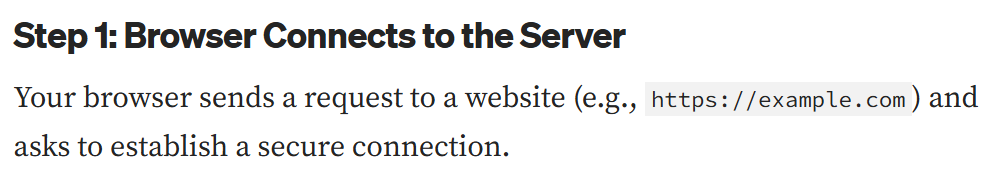 Step 1: Browser Connects to the Server
Your browser sends a request to a website (e.g., https://example.com) and
asks to establish a secure connection.